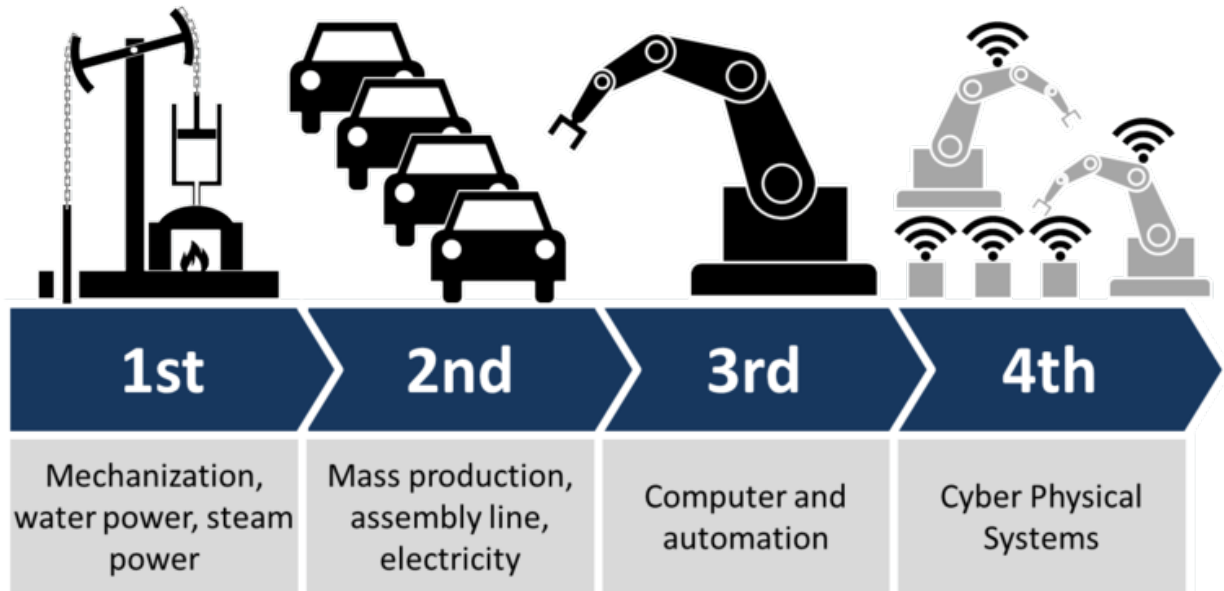 1st
2nd
3rd
4th
Mechanization,
water power, steam
power
Mass production,
assembly line,
electricity
Computer and
automation
Cyber Physical
Systems